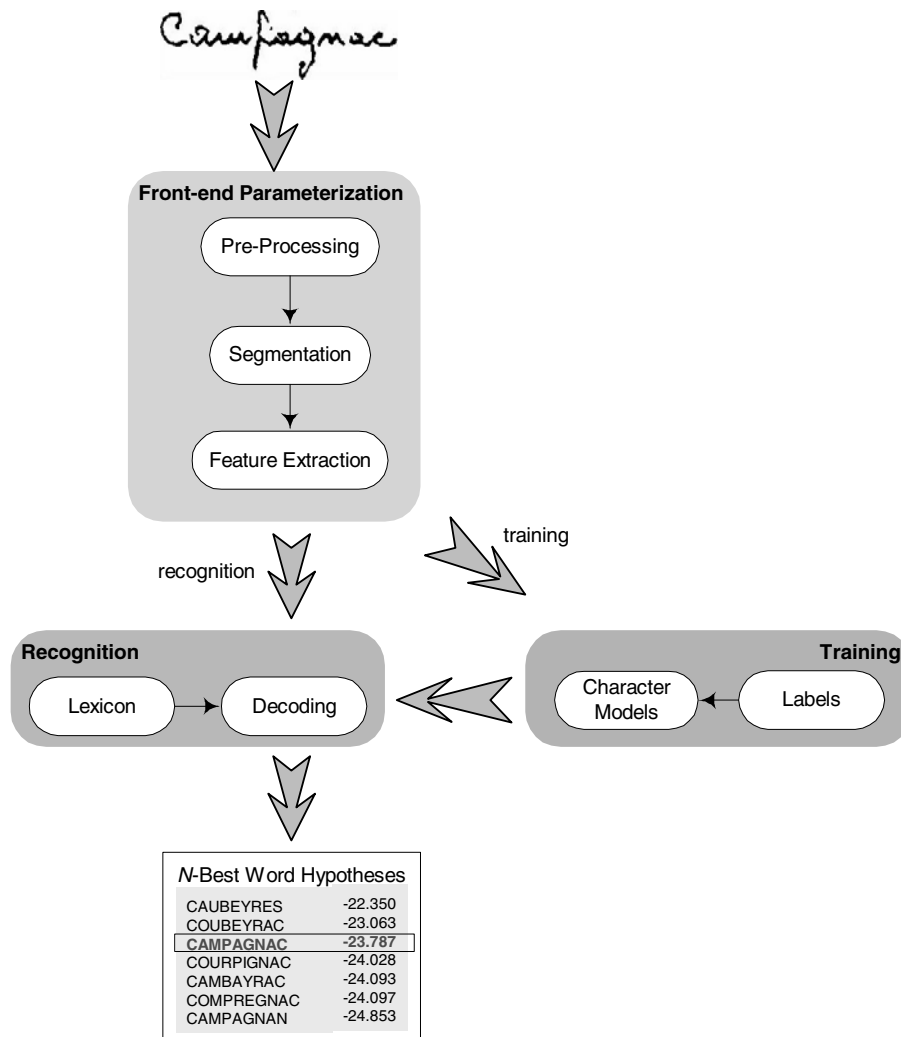 Campagnac
Front-end Parameterization
Pre-Processing
Segmentation
Feature Extraction
training
recognition
Recognition
Lexicon
Decoding
Training
Character
Models
Labels
N-Best Word Hypotheses
CAUBEYRES -22.350
COUBEYRAC -23.063
CAMPAGNAC -23.787
COURPIGNAC -24.028
CAMBAYRAC -24.093
COMPREGNAC -24.097
CAMPAGNAN -24.853